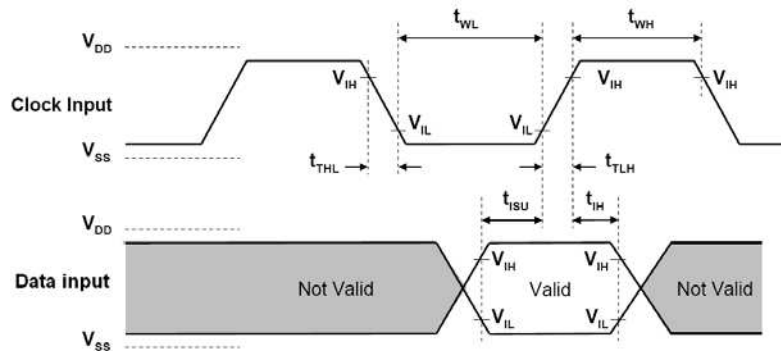 t_WL t_WH
V_DD
V_IH V_IH V_IH
Clock Input
V_IL V_IL
V_SS
t_THL t_TLH
t_ISU t_IH
V_DD
V_IH V_IH
Data input Not Valid Valid Not Valid
V_IL V_IL
V_SS